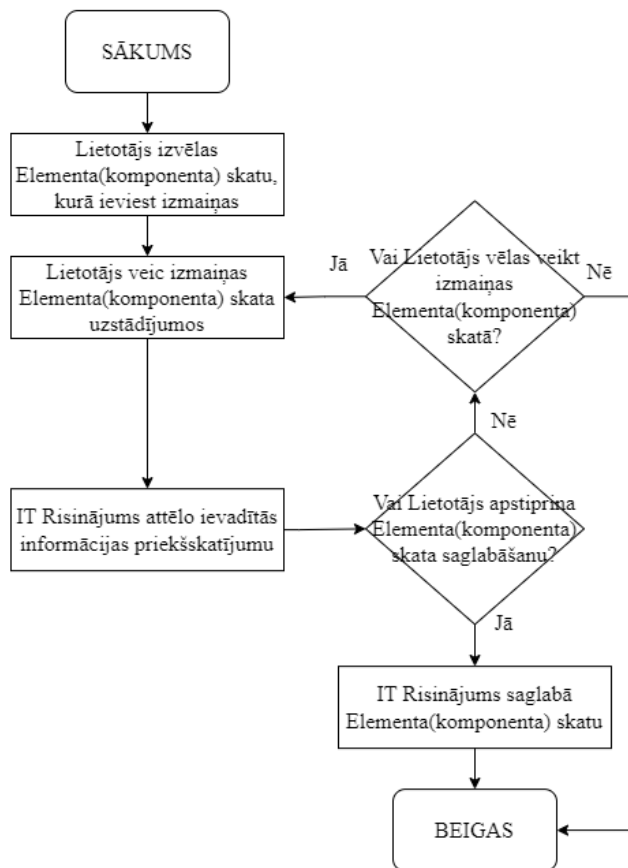 SĀKUMS
Lietotājs izvēlas
Elementa(komponenta) skatu,
kurā ieviest izmaiņas
Lietotājs veic izmaiņas
Elementa(komponenta) skata
uzstādījumos
Jā
Vai Lietotājs vēlas veikt
izmaiņas
Elementa(komponenta)
skatā?
Nē
Nē
IT Risinājums attēlo ievadītās
informācijas priekšskatījumu
Vai Lietotājs apstiprina
Elementa(komponenta)
skata saglabāšanu?
Jā
IT Risinājums saglabā
Elementa(komponenta) skatu
BEIGAS